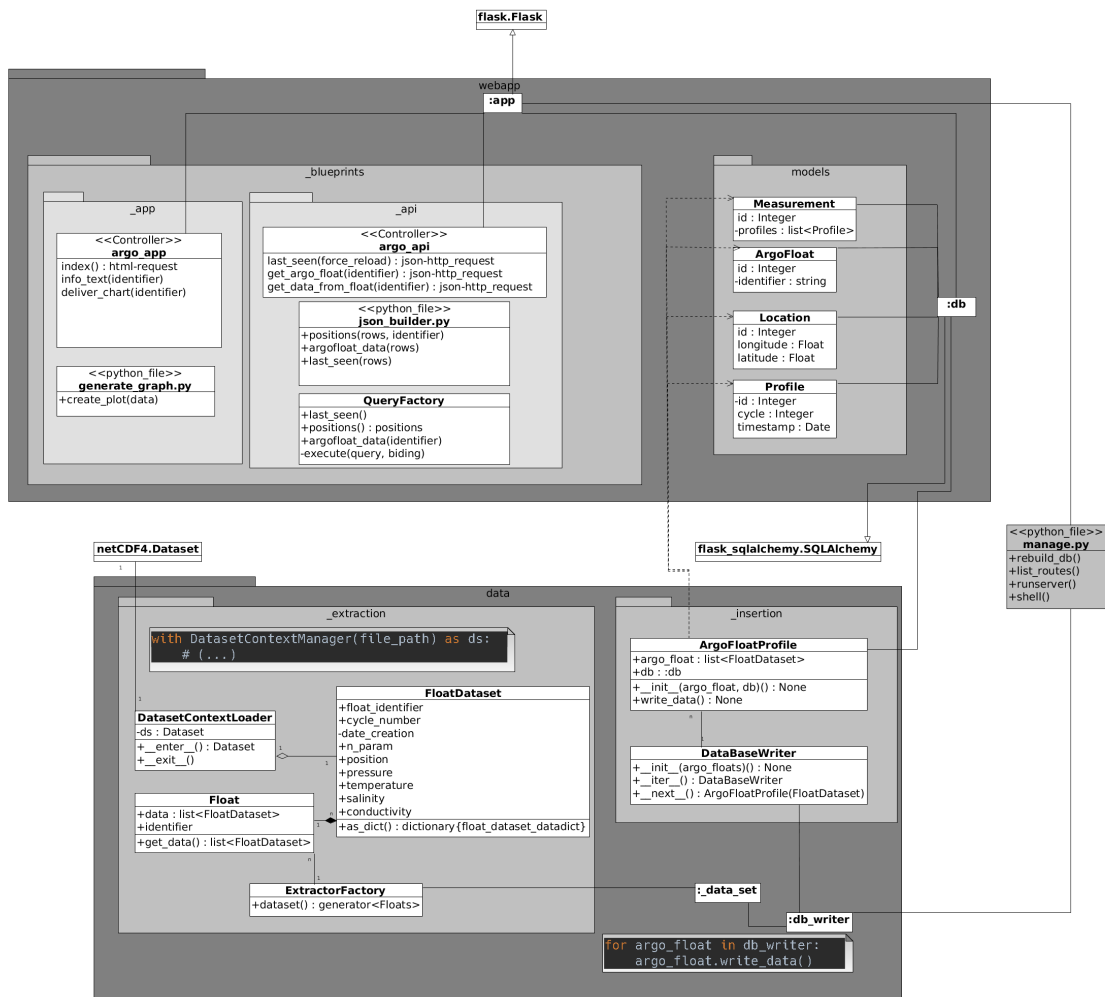 flask.Flask
webapp
:app
_blueprints
_app
<<Controller>>
argo_app
index() : html-request
info_text(identifier)
deliver_chart(identifier)
<<python_file>>
generate_graph.py
+create_plot(data)
_api
<<Controller>>
argo_api
last_seen(force_reload) : json-http_request
get_argo_float(identifier) : json-http_request
get_data_from_float(identifier) : json-http_request
<<python_file>>
json_builder.py
+positions(rows, identifier)
+argofloat_data(rows)
+last_seen(rows)
QueryFactory
+last_seen()
+positions() : positions
+argofloat_data(identifier)
-execute(query, biding)
models
Measurement
id : Integer
-profiles : list<Profile>
ArgoFloat
id : Integer
-identifier : string
Location
id : Integer
longitude : Float
latitude : Float
Profile
-id : Integer
cycle : Integer
timestamp : Date
:db
<<python_file>>
manage.py
+rebuild_db()
+list_routes()
+runserver()
+shell()
netCDF4.Dataset
flask_sqlalchemy.SQLAlchemy
1
data
_extraction
with DatasetContextManager(file_path) as ds:
# (...)
1
DatasetContextLoader
-ds : Dataset
+__enter__() : Dataset
+__exit__()
1
1
FloatDataset
+float_identifier
+cycle_number
-date_creation
+n_param
+position
+pressure
+temperature
+salinity
+conductivity
+as_dict() : dictionary{float_dataset_datadict}
Float
+data : list<FloatDataset>
+identifier
+get_data() : list<FloatDataset>
n
1
n
1
ExtractorFactory
+dataset() : generator<Floats>
_insertion
ArgoFloatProfile
+argo_float : list<FloatDataset>
+db : :db
+__init__(argo_float, db)() : None
+write_data() : None
n
1
DataBaseWriter
+__init__(argo_floats)() : None
+__iter__() : DataBaseWriter
+__next__() : ArgoFloatProfile(FloatDataset)
:_data_set
:db_writer
for argo_float in db_writer:
argo_float.write_data()